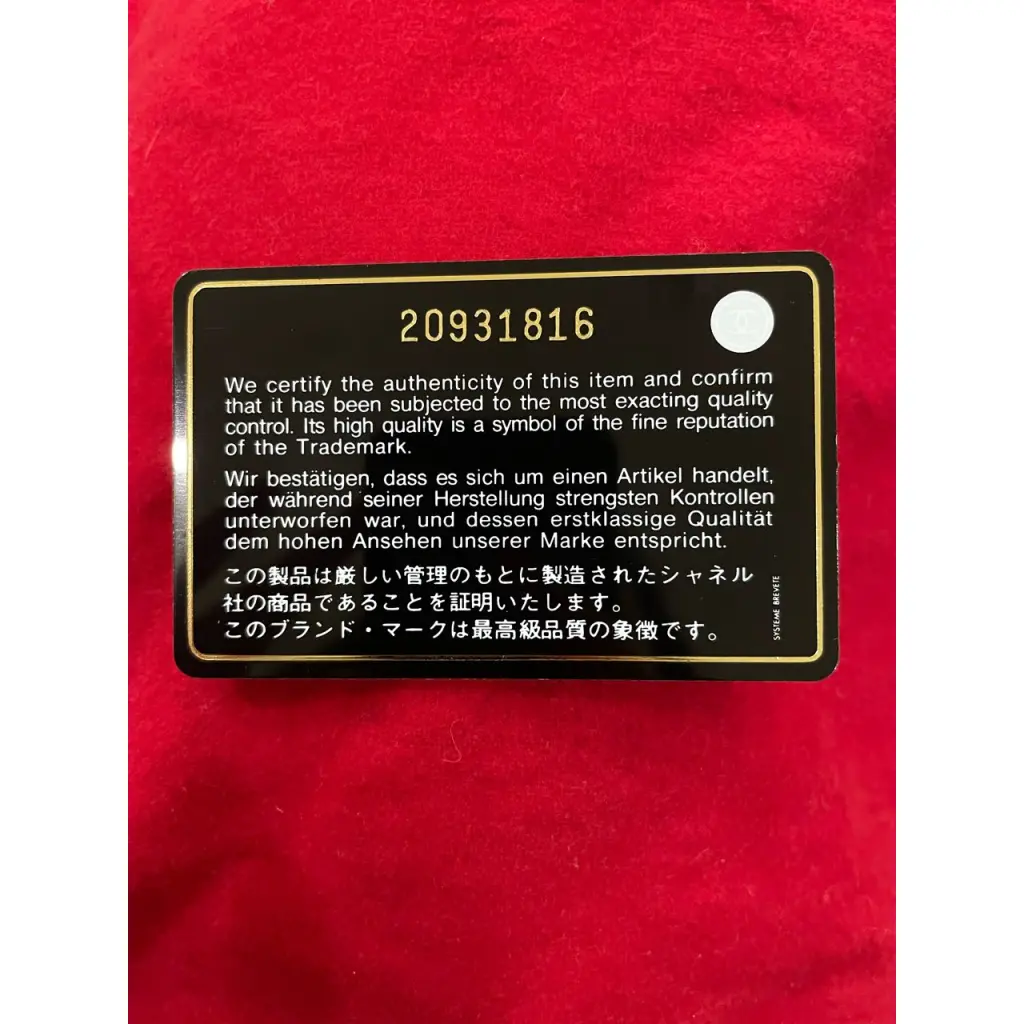 20931816
We certify the authenticity of this item and confirm
that it has been subjected to the most exacting quality
control. Its high quality is a symbol of the fine reputation
of the Trademark.
Wir bestätigen, dass es sich um einen Artikel handelt,
der während seiner Herstellung strengsten Kontrollen
unterworfen war, und dessen erstklassige Qualität
dem hohen Ansehen unserer Marke entspricht.
この製品は厳しい管理のもとに製造されたシャネル
社の商品であることを証明いたします。
このブランド・マークは最高級品質の象徴です。
SYSTEME BREVETE